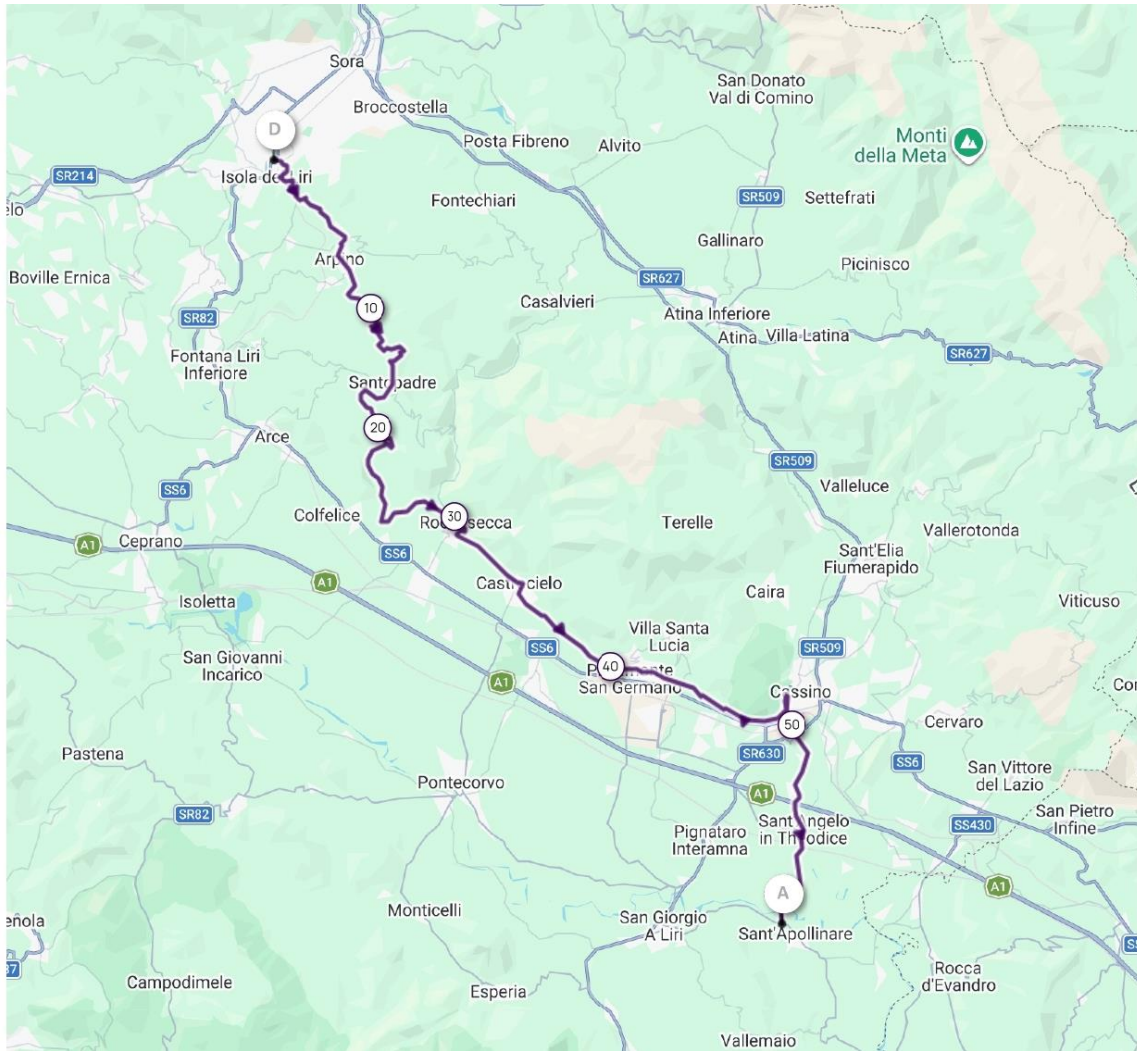 Sora
San Donato
Val di Comino
Broccostella
D
Posta Fibreno
Alvito
Monti
della Meta
SR214
SR509
Settefrati
Fontechiari
Gallinaro
Boville Ernica
Arpino
Picinisco
SR627
10
Casalvieri
Atina Inferiore
Atina
Villa Latina
SR82
Fontana Liri
Inferiore
SR627
Santopadre
20
Arce
SR509
SS6
Valleluce
Colfelice
30
Terelle
Vallerotonda
Ceprano
A1
SS6
Sant'Elia
Fiumerapido
A1
Isoletta
Caira
Viticuso
Villa Santa
Lucia
SS6
SR509
San Giovanni
Incarico
40
San Germano
A1
Cassino
Cervaro
50
Pastena
SR630
SS6
San Vittore
del Lazio
Pontecorvo
A1
SR82
San Pietro
Infine
SS430
Pignataro
Interamna
A1
A
Monticelli
San Giorgio
A Liri
Sant'Apollinare
Rocca
d'Evandro
Campodimele
Esperia
Vallemaio